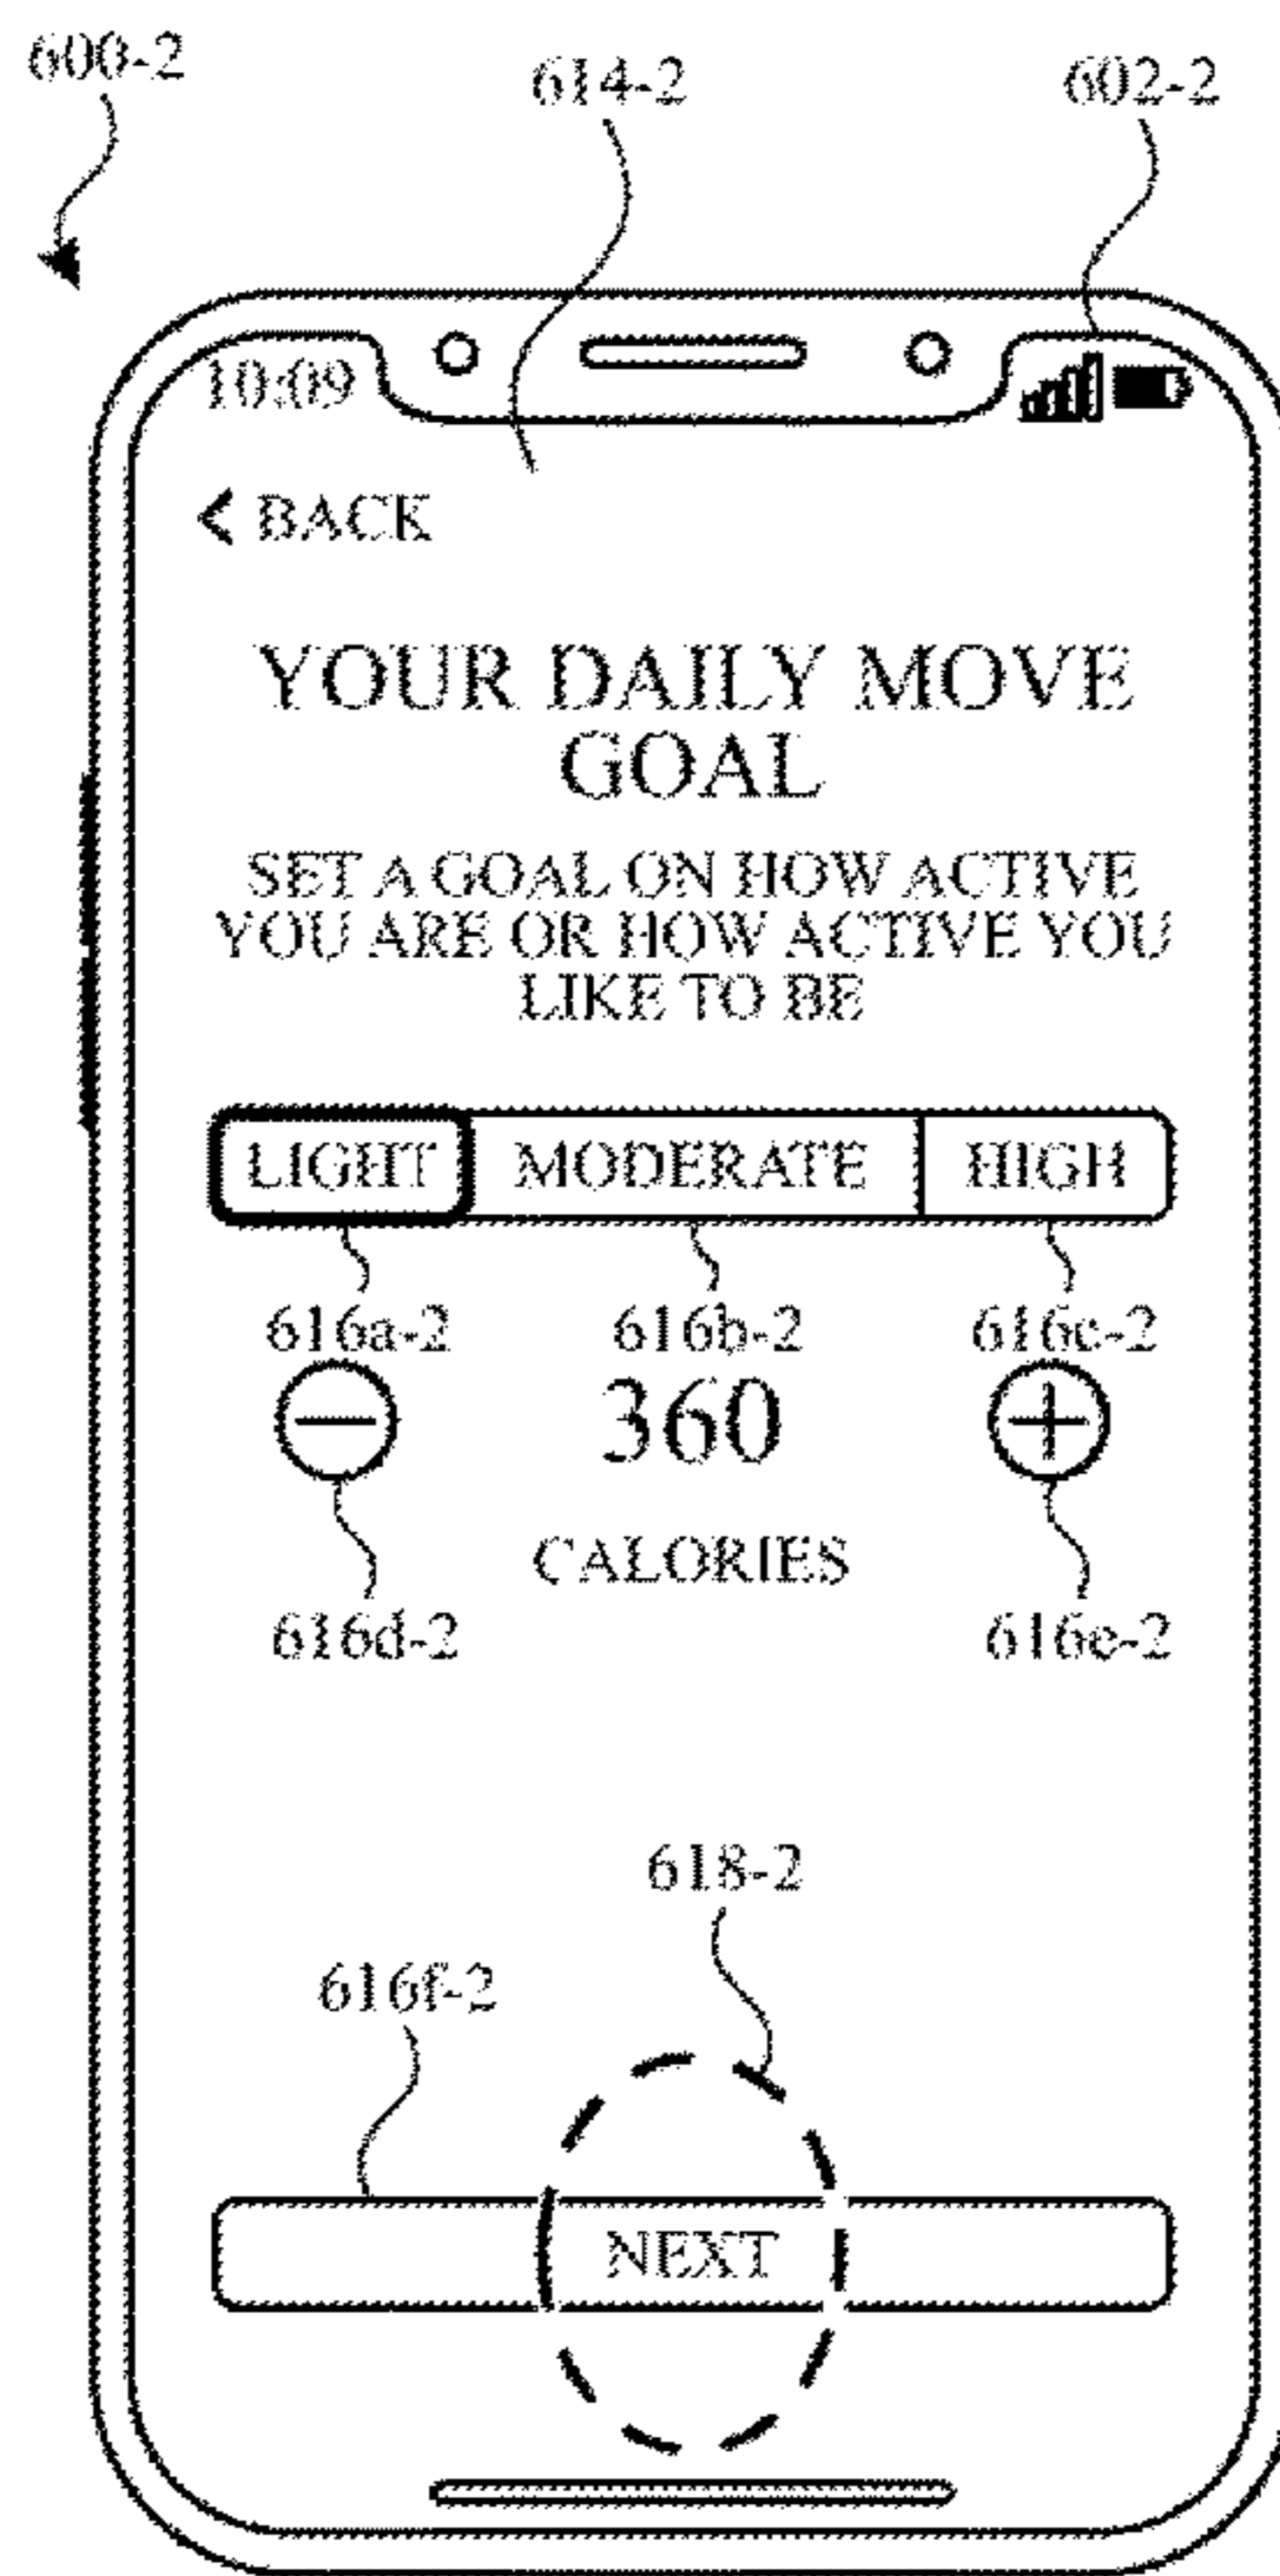 600-2 614-2 602-2
10:09
< BACK
YOUR DAILY MOVE
GOAL
SET A GOAL ON HOW ACTIVE
YOU ARE OR HOW ACTIVE YOU
LIKE TO BE
LIGHT MODERATE HIGH
616a-2 616b-2 616c-2
360
CALORIES
616d-2 616e-2
618-2
616f-2
NEXT